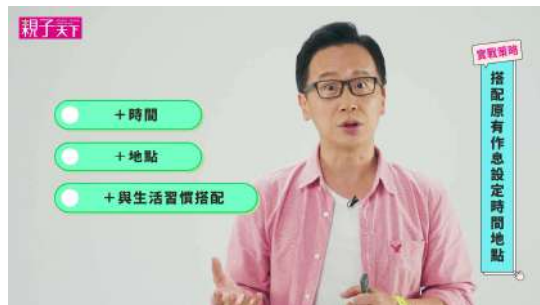 親子天下
實戰策略
搭配原有作息設定時間地點
+時間
+地點
+與生活習慣搭配